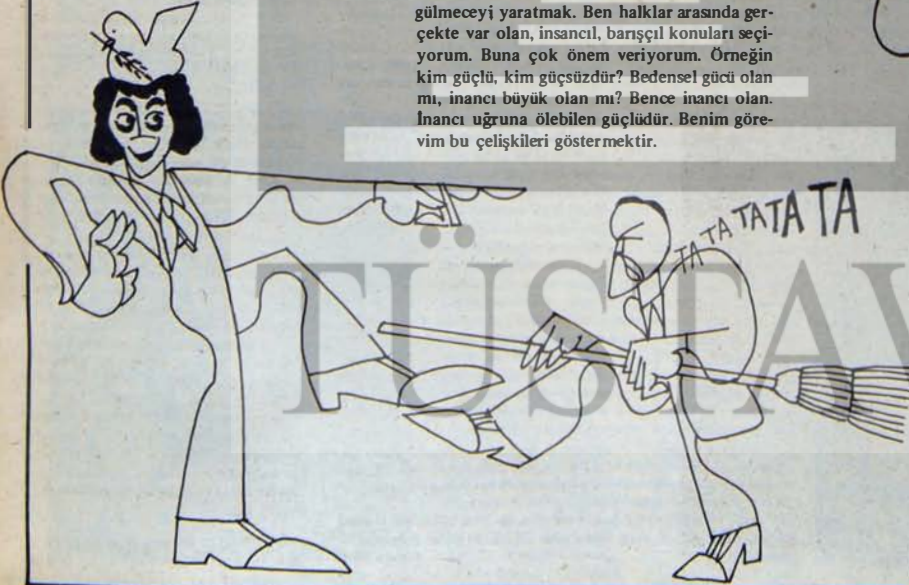 gülmeceyi yaratmak. Ben halklar arasında ger-
çekte var olan, insancıl, barışçıl konuları seçi-
yorum. Buna çok önem veriyorum. Örneğin
kim güçlü, kim güçsüzdür? Bedensel gücü olan
mı, inancı büyük olan mı? Bence inancı olan.
İnancı uğruna ölebilen güçlüdür. Benim göre-
vim bu çelişkileri göstermektir.
TA TA TA TA TA
TÜSTAV